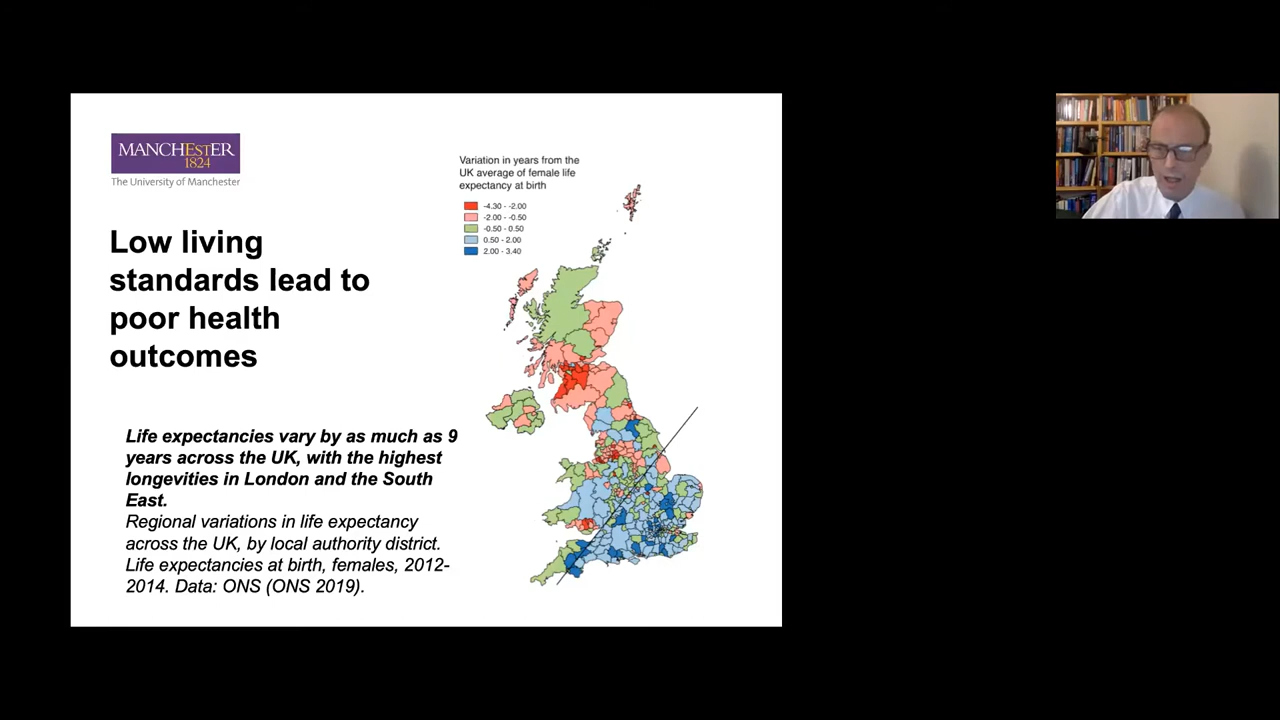 MANCHESTER
1824
The University of Manchester
Low living
standards lead to
poor health
outcomes
Life expectancies vary by as much as 9
years across the UK, with the highest
longevities in London and the South
East.
Regional variations in life expectancy
across the UK, by local authority district.
Life expectancies at birth, females, 2012-
2014. Data: ONS (ONS 2019).
Variation in years from the
UK average of female life
expectancy at birth
-4.30 - -2.00
-2.00 - -0.50
-0.50 - 0.50
0.50 - 2.00
2.00 - 3.40